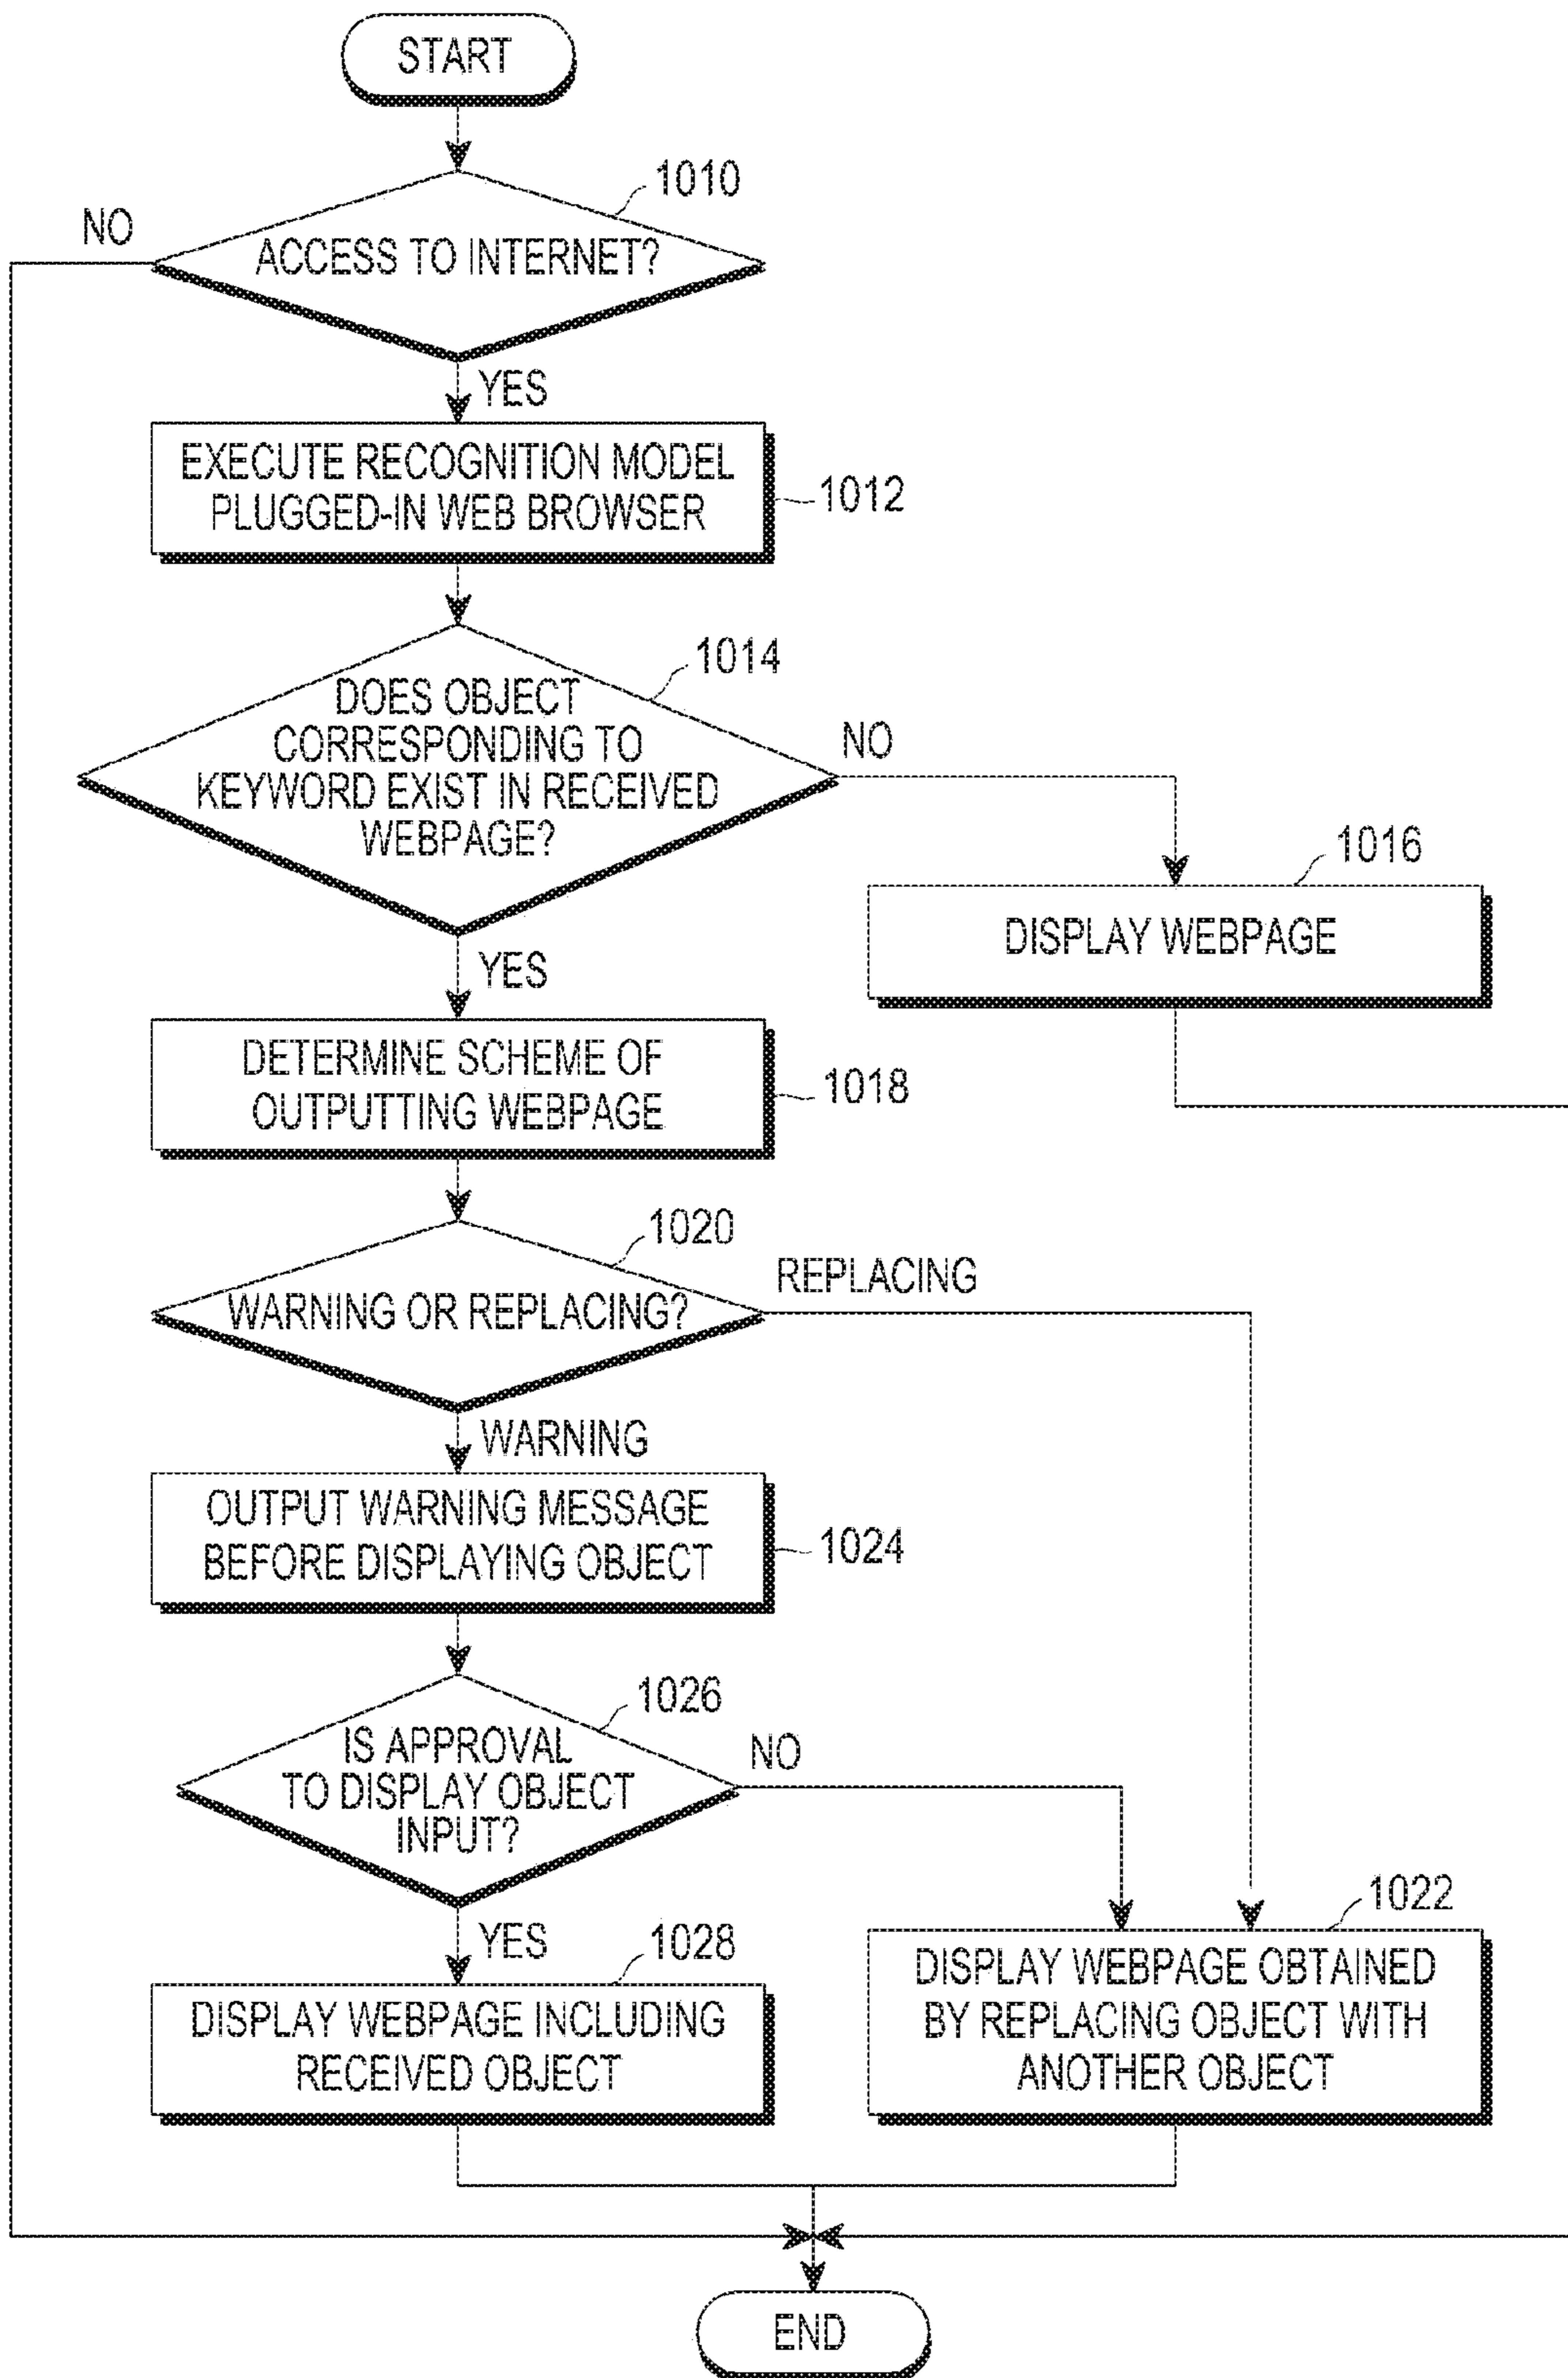 START
1010
NO
ACCESS TO INTERNET?
YES
EXECUTE RECOGNITION MODEL
PLUGGED-IN WEB BROWSER
1012
1014
DOES OBJECT
CORRESPONDING TO
KEYWORD EXIST IN RECEIVED
WEBPAGE?
NO
1016
DISPLAY WEBPAGE
YES
DETERMINE SCHEME OF
OUTPUTTING WEBPAGE
1018
1020
WARNING OR REPLACING?
REPLACING
WARNING
OUTPUT WARNING MESSAGE
BEFORE DISPLAYING OBJECT
1024
1026
IS APPROVAL
TO DISPLAY OBJECT
INPUT?
NO
YES
1028
DISPLAY WEBPAGE INCLUDING
RECEIVED OBJECT
1022
DISPLAY WEBPAGE OBTAINED
BY REPLACING OBJECT WITH
ANOTHER OBJECT
END